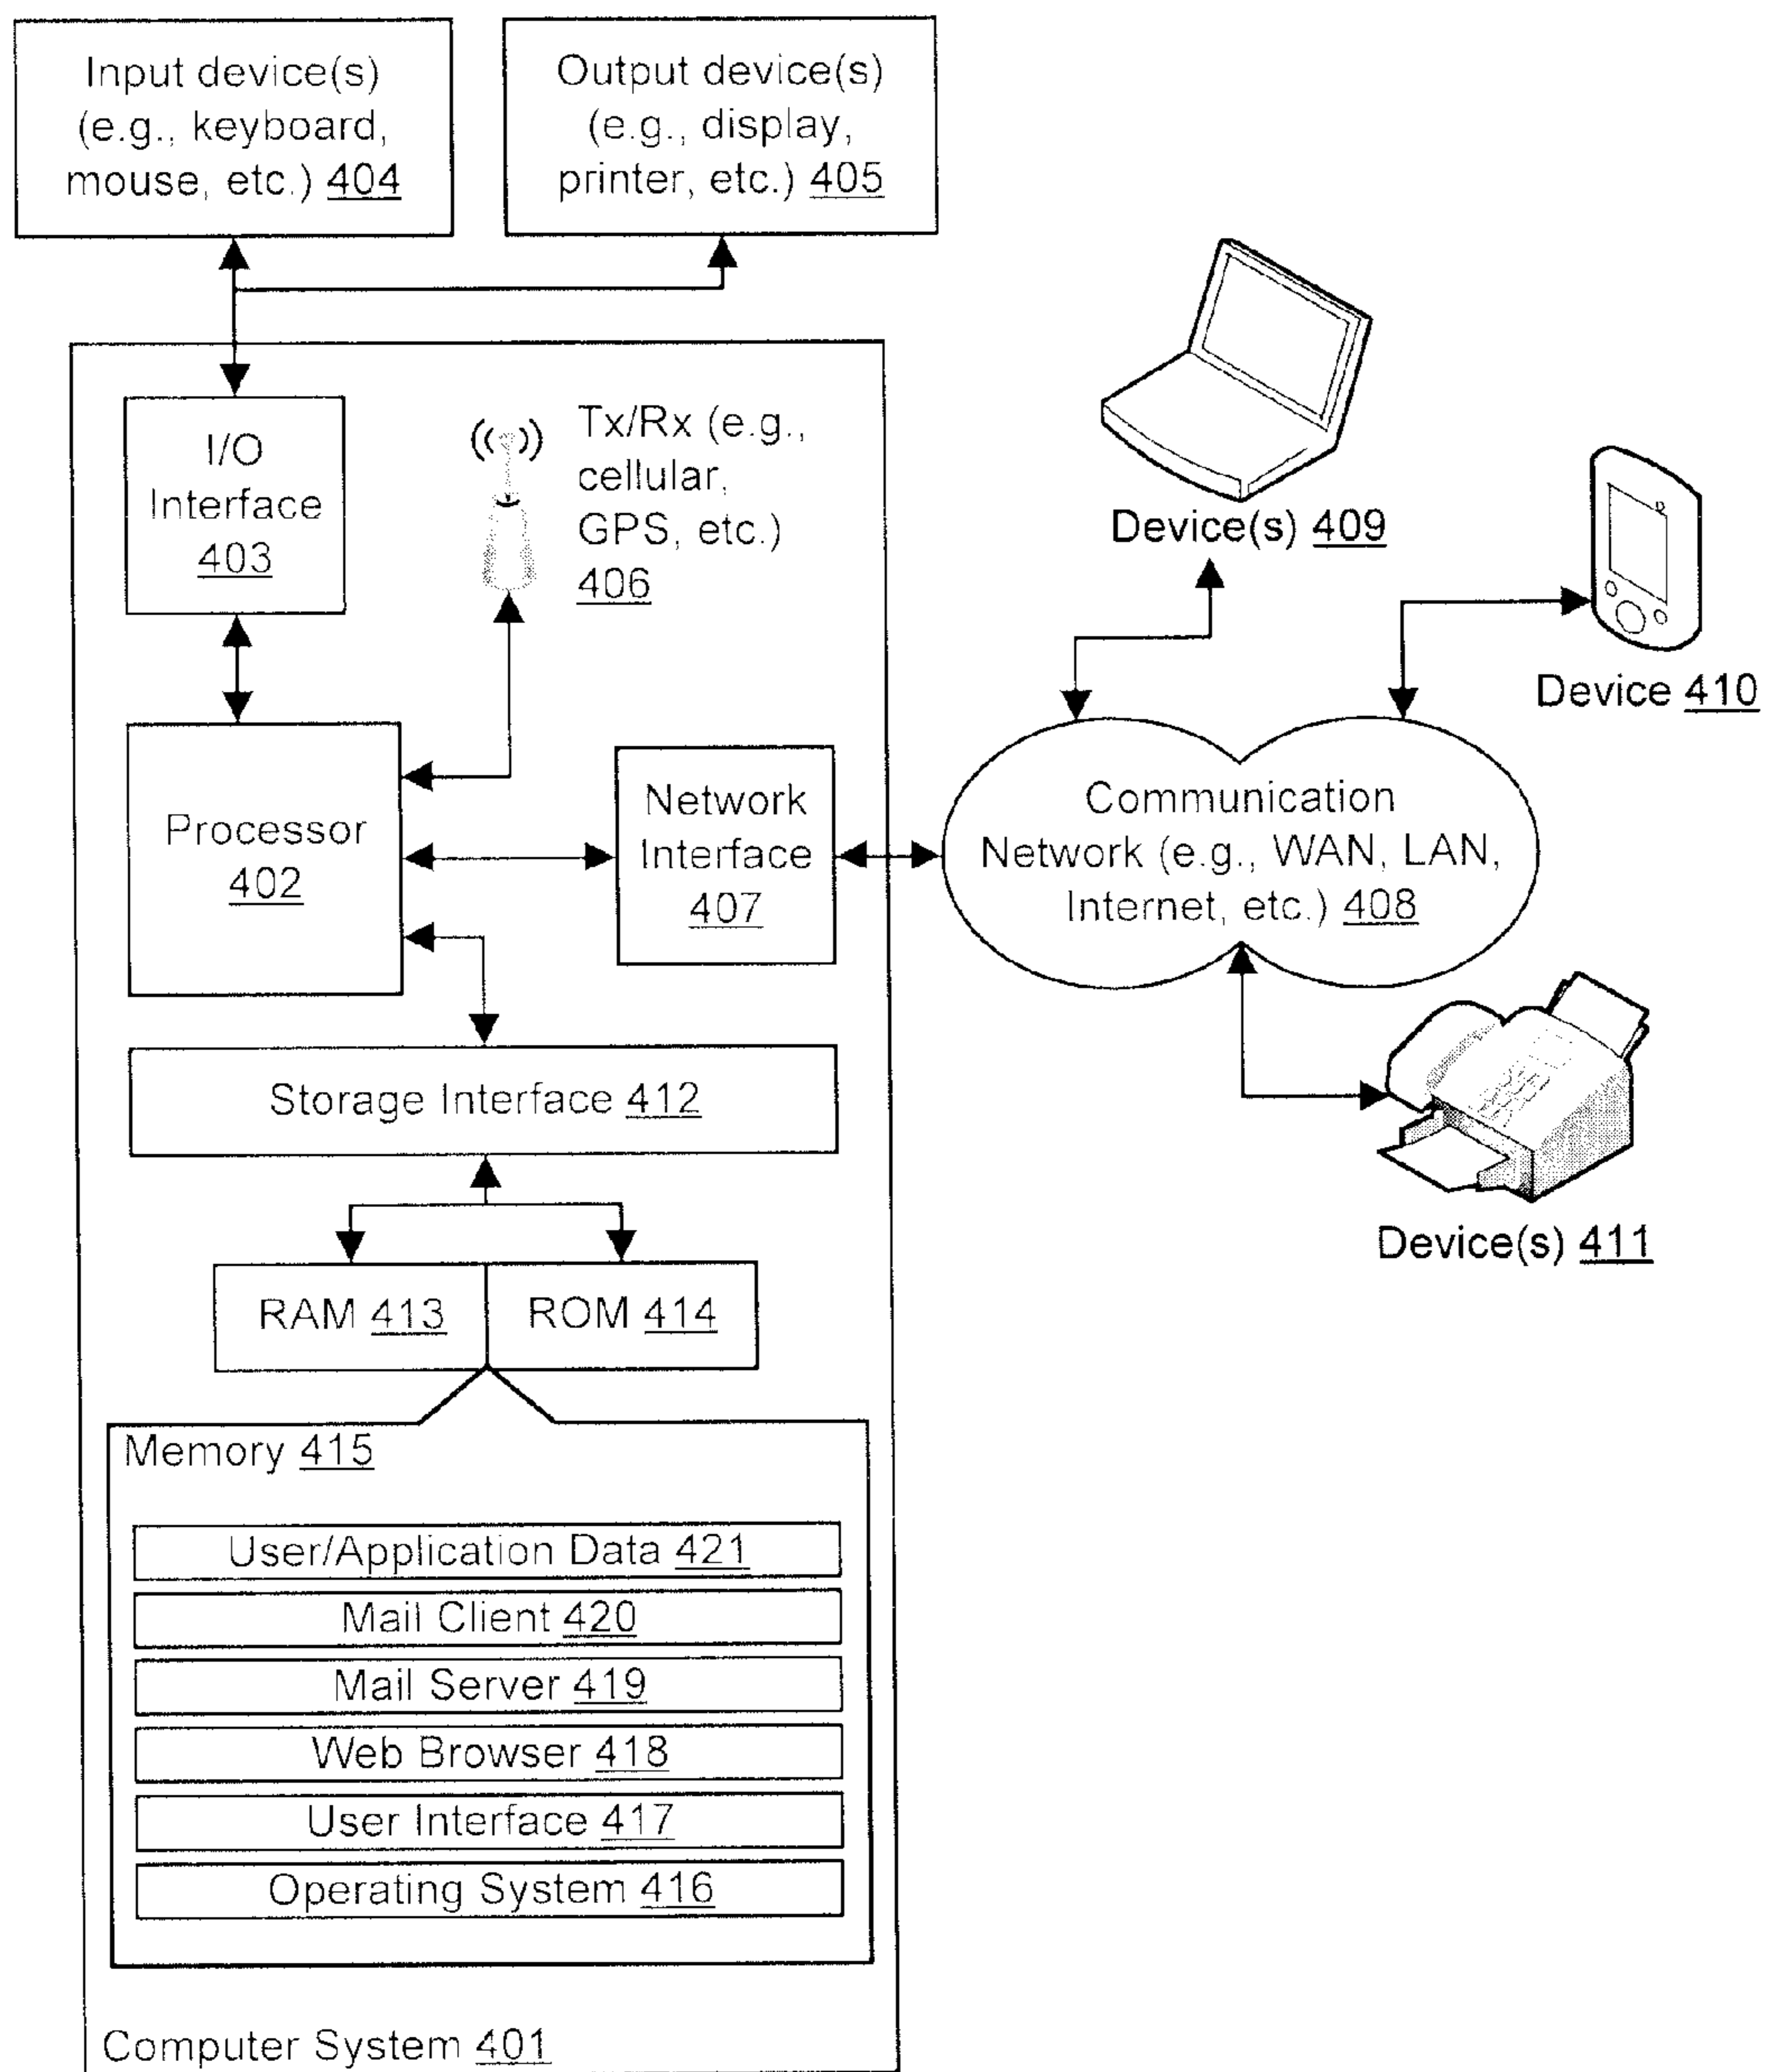 Input device(s)
(e.g., keyboard,
mouse, etc.) 404
Output device(s)
(e.g., display,
printer, etc.) 405
I/O
Interface
403
Tx/Rx (e.g.,
cellular,
GPS, etc.)
406
Device(s) 409
Device 410
Processor
402
Network
Interface
407
Communication
Network (e.g., WAN, LAN,
Internet, etc.) 408
Storage Interface 412
Device(s) 411
RAM 413
ROM 414
Memory 415
User/Application Data 421
Mail Client 420
Mail Server 419
Web Browser 418
User Interface 417
Operating System 416
Computer System 401